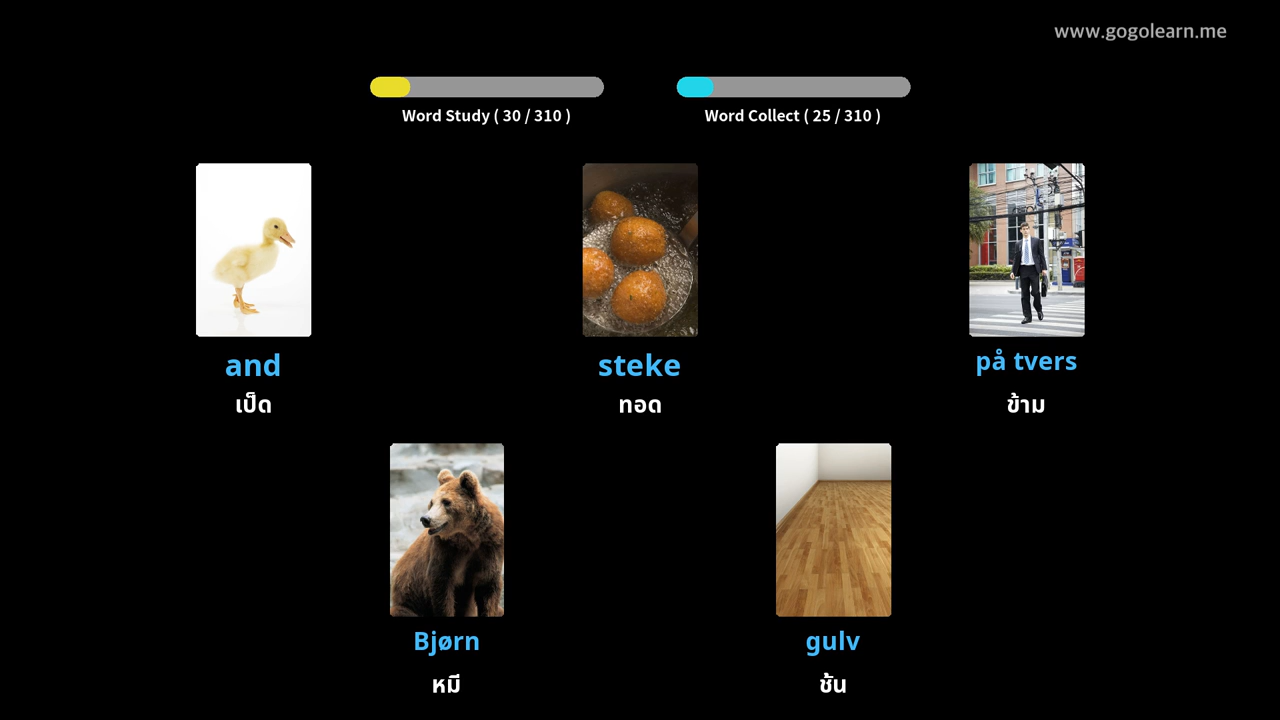 www.gogolearn.me
Word Study ( 30 / 310 )
Word Collect ( 25 / 310 )
and
เป็ด
steke
ทอด
på tvers
ข้าม
Bjørn
หมี
gulv
ชั้น